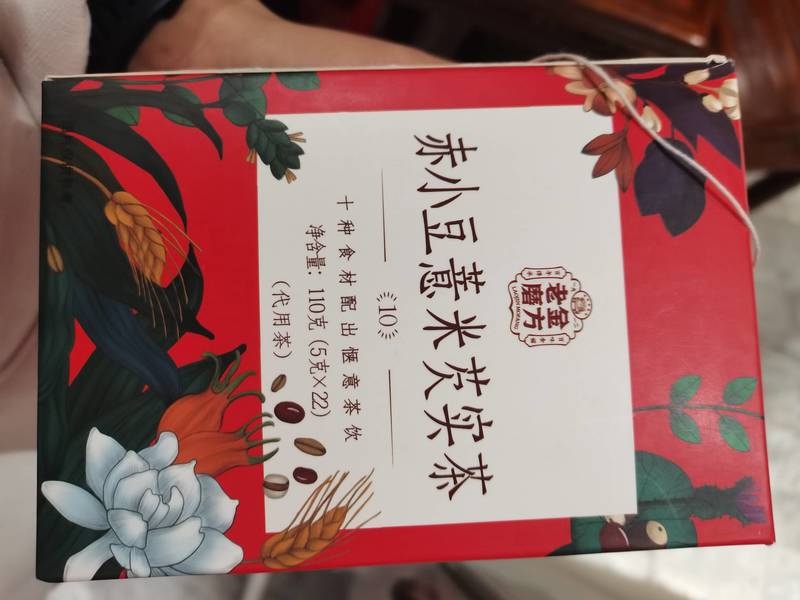 老金
磨方
赤小豆薏米芡实茶
10
十种食材配出惬意茶饮
净含量：110克（5克×22）
（代用茶）